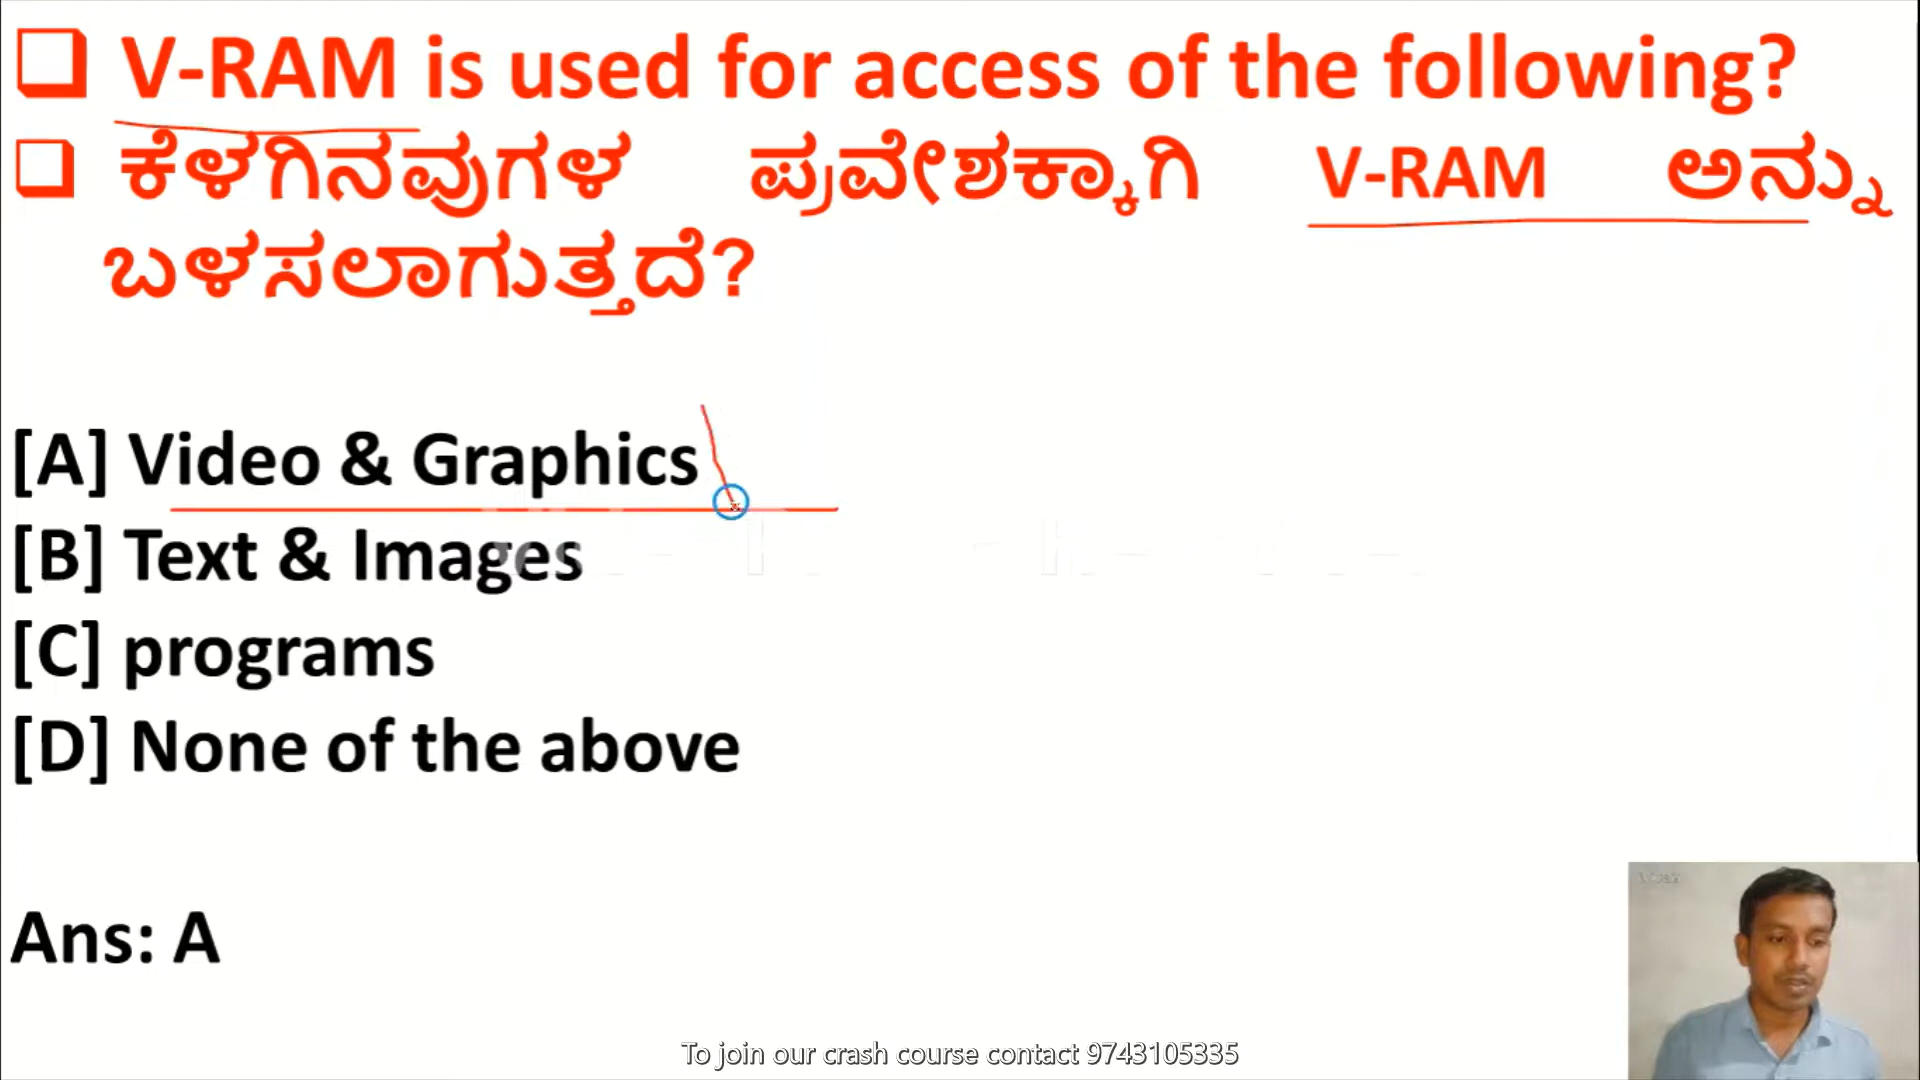 V-RAM is used for access of the following?
ಕೆಳಗಿನವುಗಳ ಪ್ರವೇಶಕ್ಕಾಗಿ V-RAM ಅನ್ನು
ಬಳಸಲಾಗುತ್ತದೆ?
[A] Video & Graphics
[B] Text & Images
[C] programs
[D] None of the above
Ans: A
To join our crash course contact 9743105335